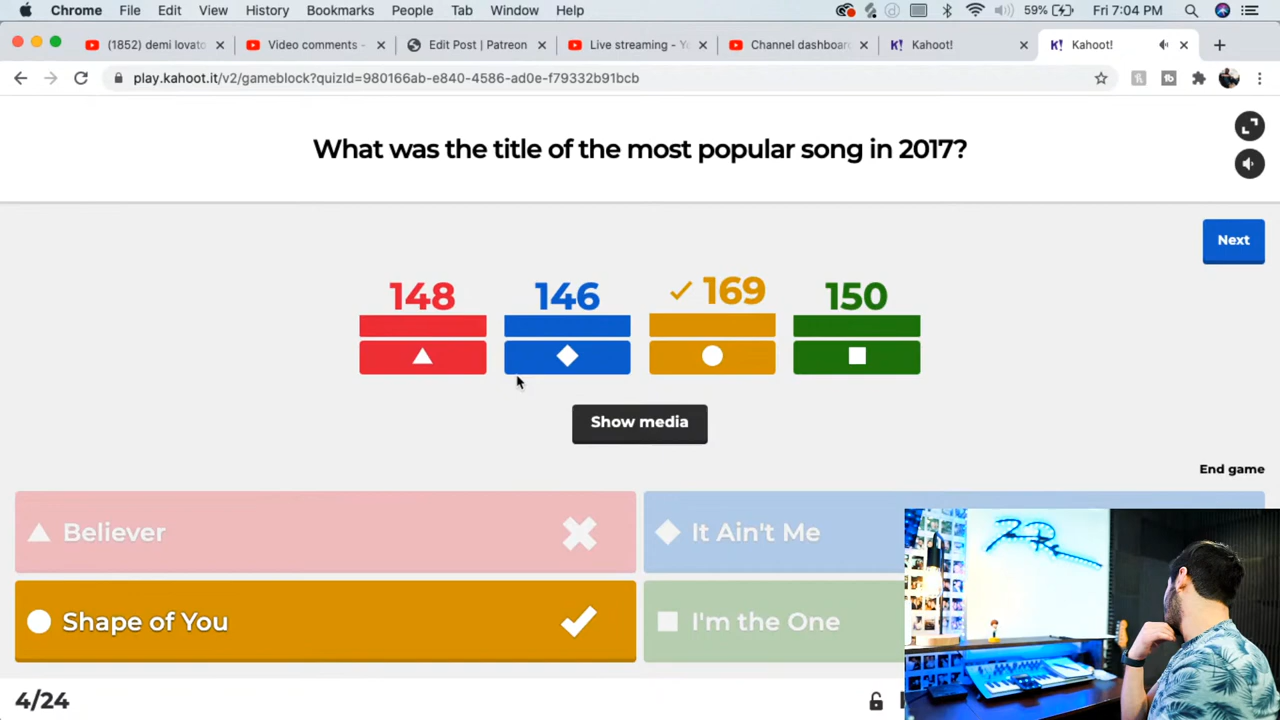 Chrome File Edit View History Bookmarks People Tab Window Help 59% Fri 7:04 PM
(1852) demi lovato Video comments - Edit Post | Patreon Live streaming - Yo Channel dashboard Kahoot! Kahoot!
play.kahoot.it/v2/gameblock?quizId=980166ab-e840-4586-ad0e-f79332b91bcb
What was the title of the most popular song in 2017?
Next
148 146 169 150
Show media
End game
Believer It Ain't Me
Shape of You I'm the One
4/24